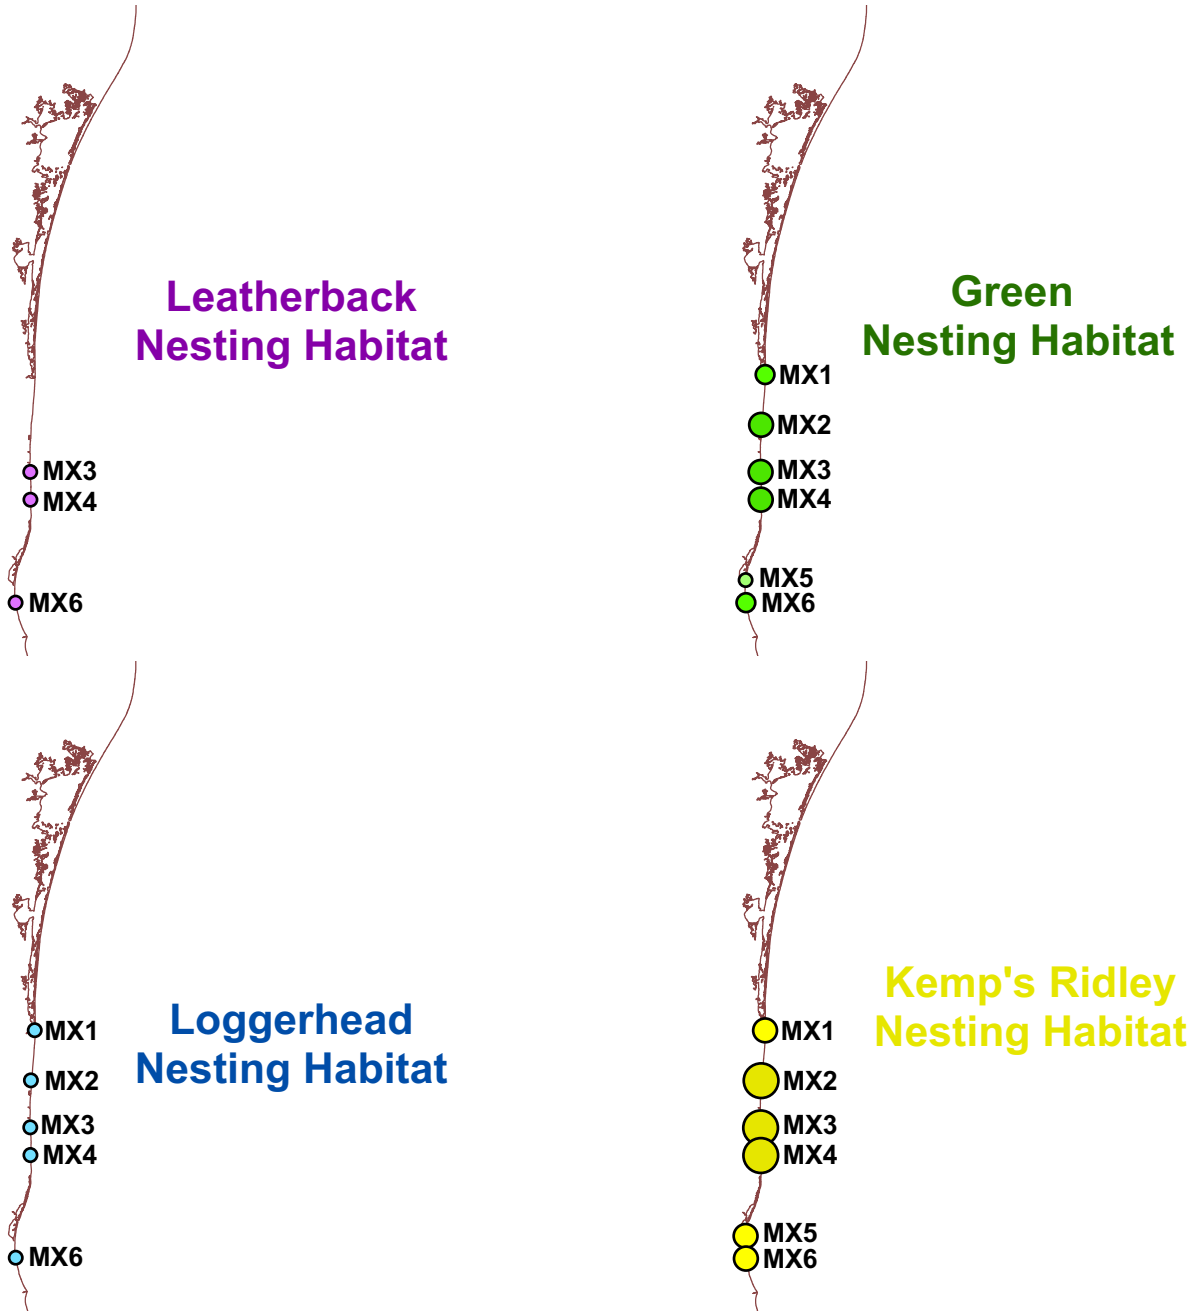 Leatherback
Nesting Habitat
MX3
MX4
MX6
Green
Nesting Habitat
MX1
MX2
MX3
MX4
MX5
MX6
Loggerhead
Nesting Habitat
MX1
MX2
MX3
MX4
MX6
Kemp's Ridley
Nesting Habitat
MX1
MX2
MX3
MX4
MX5
MX6